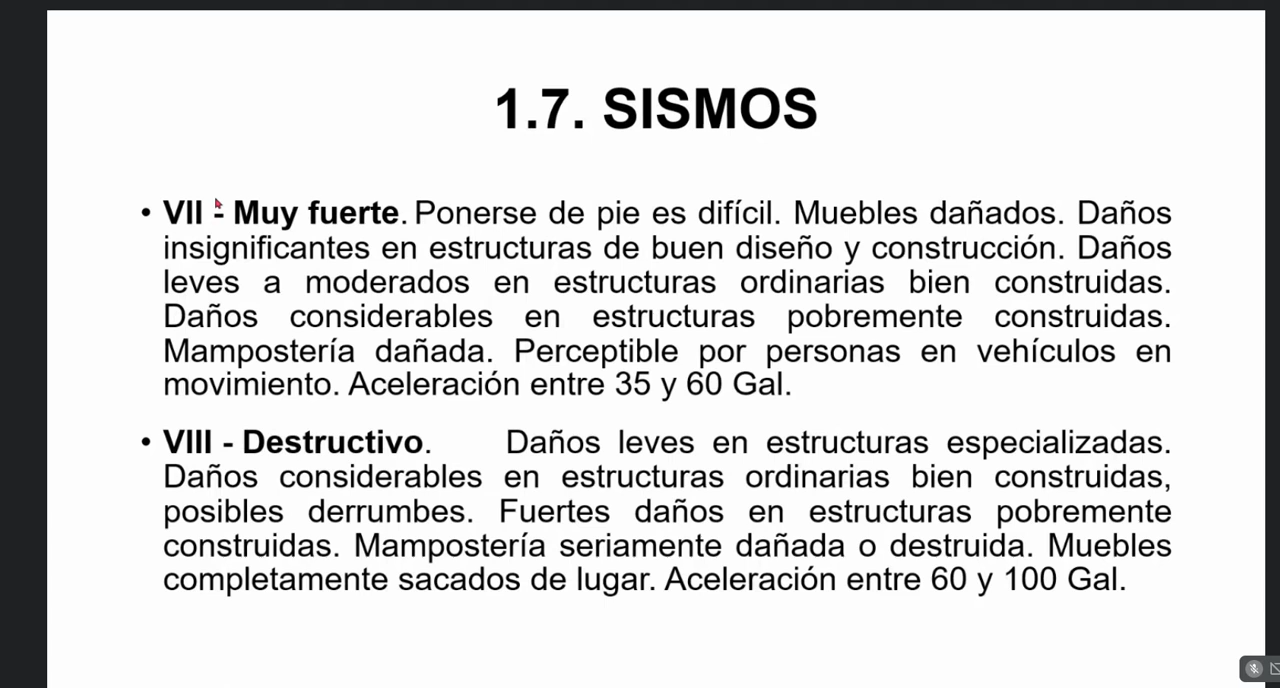 1.7. SISMOS
• VII - Muy fuerte. Ponerse de pie es difícil. Muebles dañados. Daños
insignificantes en estructuras de buen diseño y construcción. Daños
leves a moderados en estructuras ordinarias bien construidas.
Daños considerables en estructuras pobremente construidas.
Mampostería dañada. Perceptible por personas en vehículos en
movimiento. Aceleración entre 35 y 60 Gal.
• VIII - Destructivo. Daños leves en estructuras especializadas.
Daños considerables en estructuras ordinarias bien construidas,
posibles derrumbes. Fuertes daños en estructuras pobremente
construidas. Mampostería seriamente dañada o destruida. Muebles
completamente sacados de lugar. Aceleración entre 60 y 100 Gal.